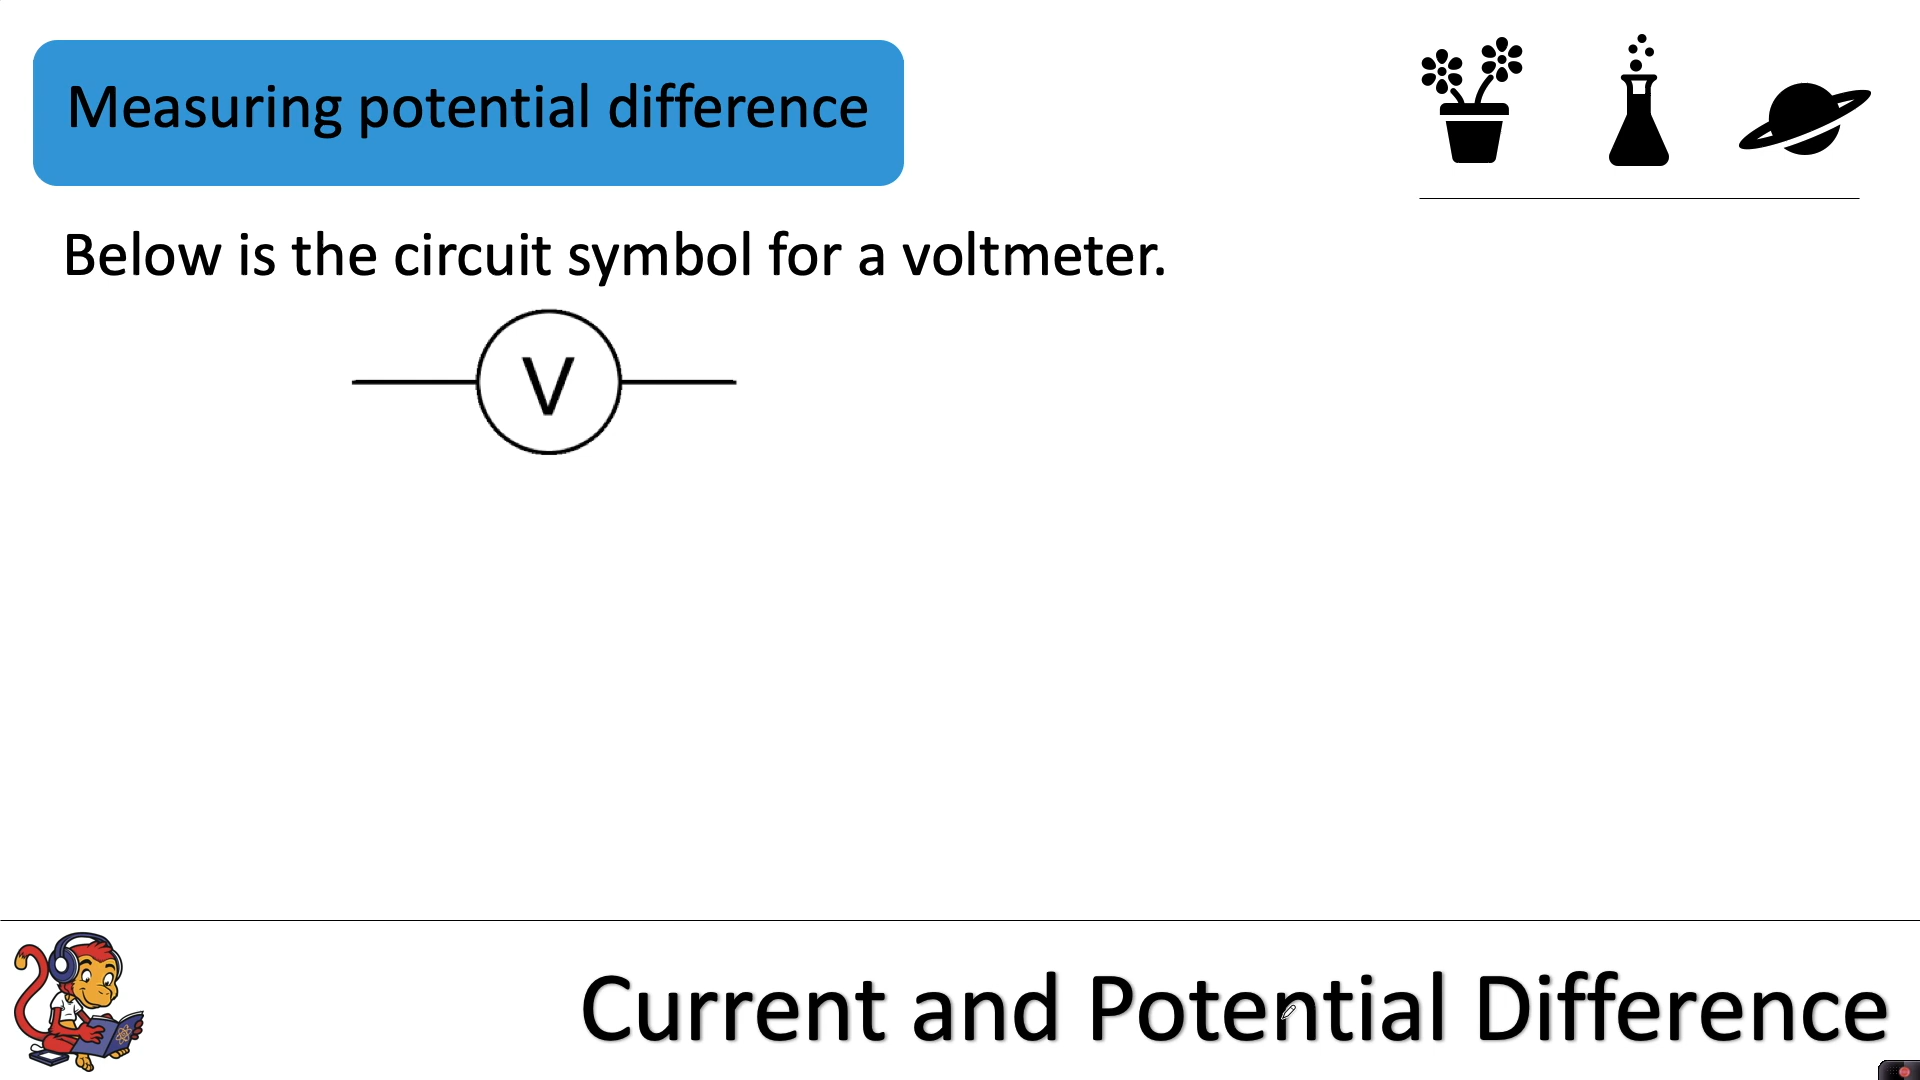 Measuring potential difference
Below is the circuit symbol for a voltmeter.
V
Current and Potential Difference